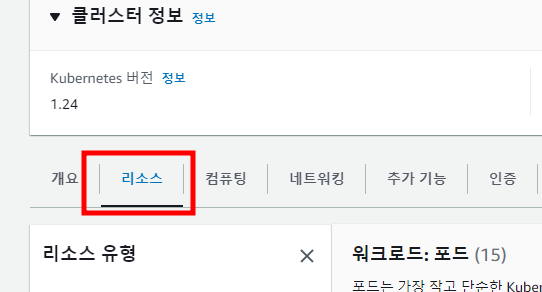 ▼ 클러스터 정보 정보
Kubernetes 버전 정보
1.24
개요 리소스 컴퓨팅 네트워킹 추가 기능 인증
리소스 유형
워크로드: 포드 (15)
포드는 가장 작고 단순한 Kuber